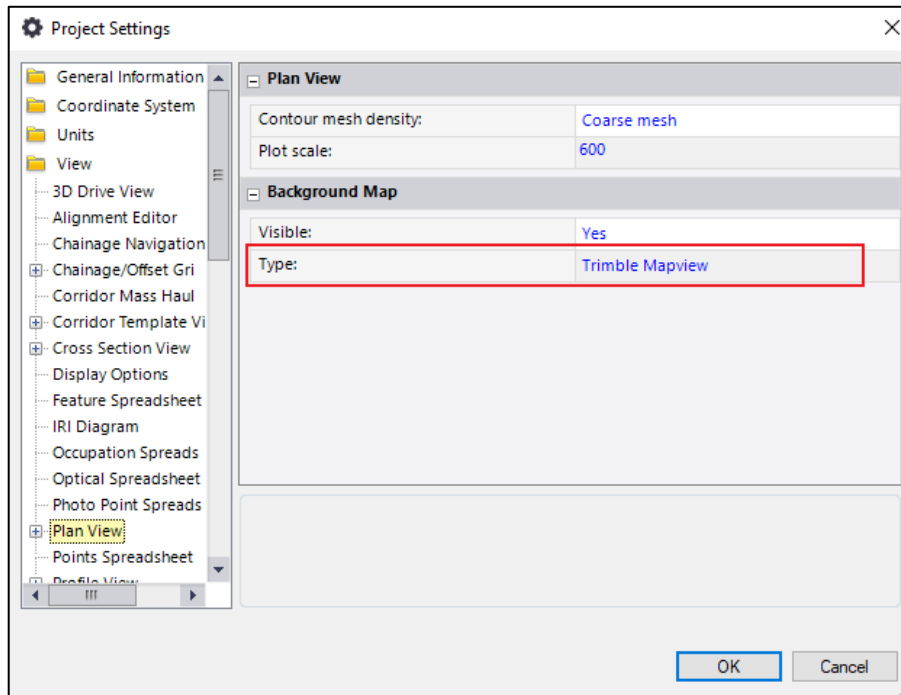 Project Settings
General Information
Coordinate System
Units
View
3D Drive View
Alignment Editor
Chainage Navigation
Chainage/Offset Gri
Corridor Mass Haul
Corridor Template Vi
Cross Section View
Display Options
Feature Spreadsheet
IRI Diagram
Occupation Spreads
Optical Spreadsheet
Photo Point Spreads
Plan View
Points Spreadsheet
Profile View
Plan View
Contour mesh density: Coarse mesh
Plot scale: 600
Background Map
Visible: Yes
Type: Trimble Mapview
OK Cancel